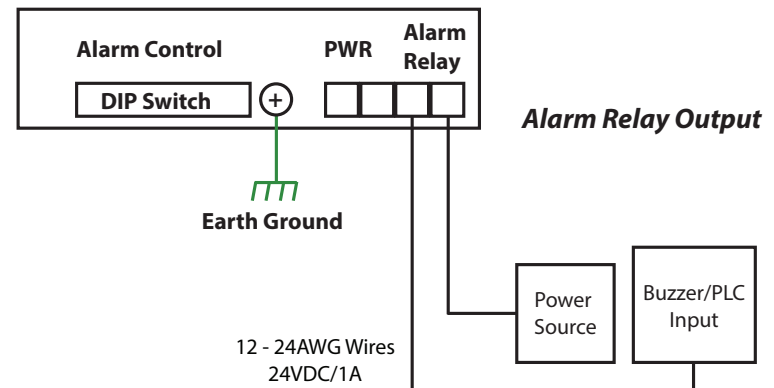 Alarm Control
PWR
Alarm
Relay
DIP Switch
+
Alarm Relay Output
Earth Ground
Power
Source
Buzzer/PLC
Input
12 - 24AWG Wires
24VDC/1A